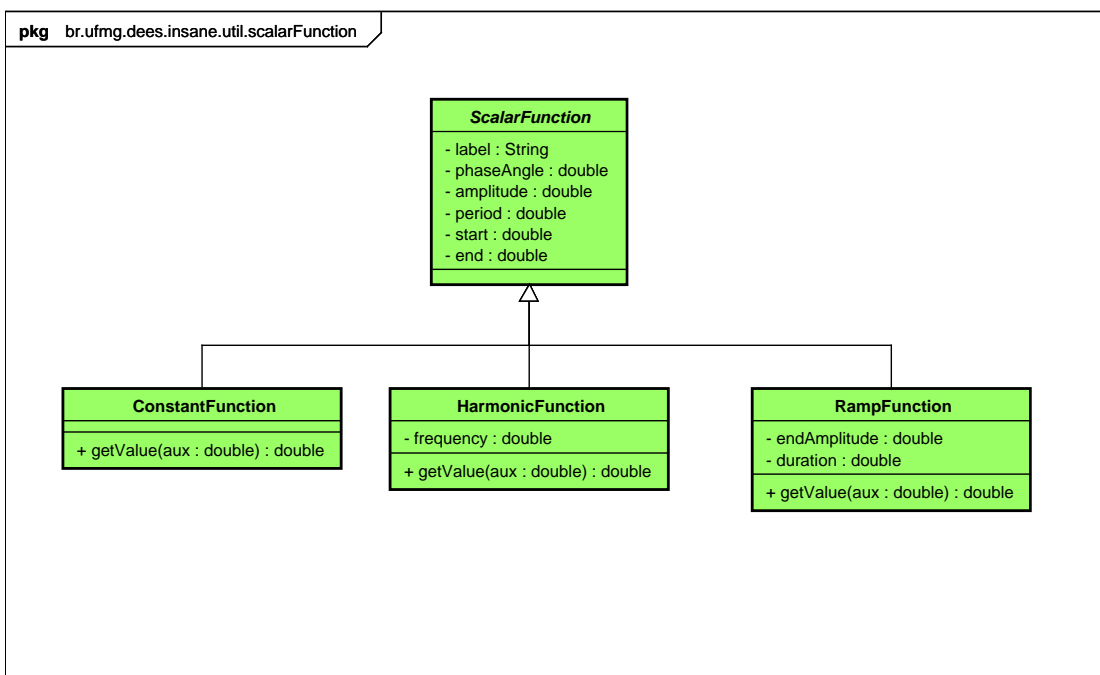 pkg br.ufmg.dees.insane.util.scalarFunction
ScalarFunction
- label : String
- phaseAngle : double
- amplitude : double
- period : double
- start : double
- end : double
ConstantFunction
+ getValue(aux : double) : double
HarmonicFunction
- frequency : double
+ getValue(aux : double) : double
RampFunction
- endAmplitude : double
- duration : double
+ getValue(aux : double) : double